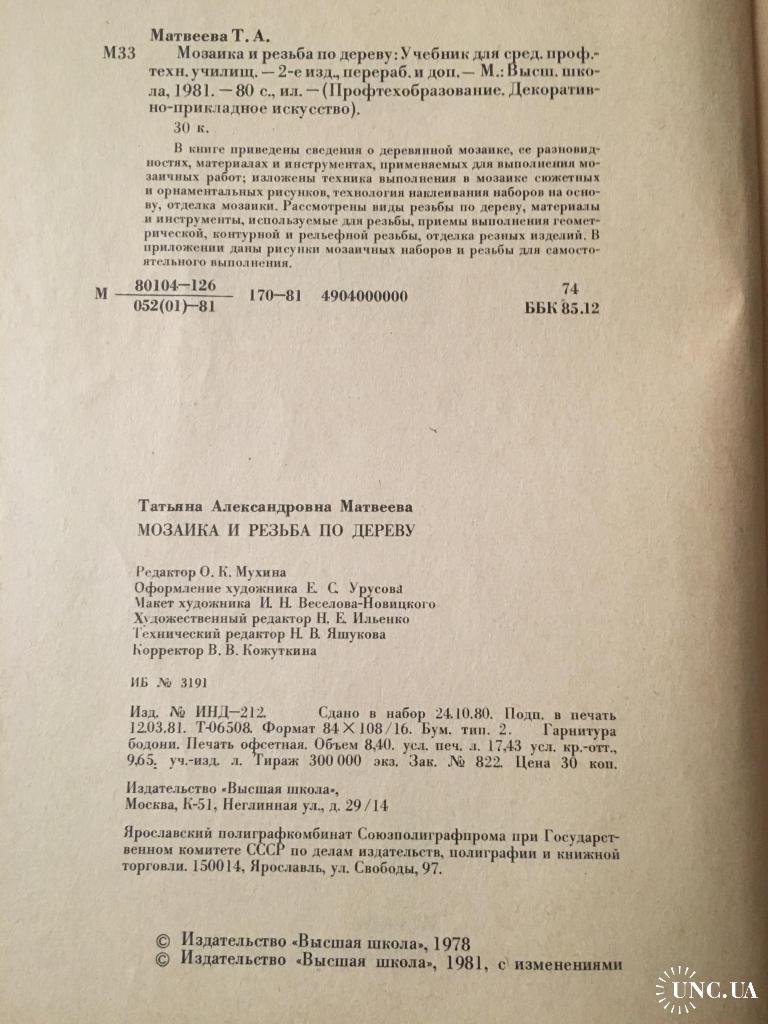 Матвеева Т. А.
М33 Мозаика и резьба по дереву: Учебник для сред. проф.-
техн. училищ. — 2-е изд., перераб. и доп. — М.: Высш. шко-
ла, 1981. — 80 с., ил. — (Профтехобразование. Декоратив-
но-прикладное искусство).
30 к.
В книге приведены сведения о деревянной мозаике, ее разновид-
ностях, материалах и инструментах, применяемых для выполнения мо-
заичных работ; изложены техника выполнения в мозаике сюжетных
и орнаментальных рисунков, технология наклеивания наборов на осно-
ву, отделка мозаики. Рассмотрены виды резьбы по дереву, материалы
и инструменты, используемые для резьбы, приемы выполнения геомет-
рической, контурной и рельефной резьбы, отделка резных изделий. В
приложении даны рисунки мозаичных наборов и резьбы для самосто-
ятельного выполнения.
М 80104—126
052(01)—81 170—81 4904000000
74
ББК 85.12
Татьяна Александровна Матвеева
МОЗАИКА И РЕЗЬБА ПО ДЕРЕВУ
Редактор О. К. Мухина
Оформление художника Е. С. Урусова
Макет художника И. Н. Веселова-Новицкого
Художественный редактор Н. Е. Ильенко
Технический редактор Н. В. Яшукова
Корректор В. В. Кожуткина
ИБ № 3191
Изд. № ИНД—212. Сдано в набор 24.10.80. Подп. в печать
12.03.81. Т-06508. Формат 84×108/16. Бум. тип. 2. Гарнитура
бодони. Печать офсетная. Объем 8,40. усл. печ. л. 17,43 усл. кр.-отт.,
9,65. уч.-изд. л. Тираж 300 000 экз. Зак. № 822. Цена 30 коп.
Издательство «Высшая школа»,
Москва, К-51, Неглинная ул., д. 29/14
Ярославский полиграфкомбинат Союзполиграфпрома при Государст-
венном комитете СССР по делам издательств, полиграфии и книжной
торговли. 150014, Ярославль, ул. Свободы, 97.
© Издательство «Высшая школа», 1978
© Издательство «Высшая школа», 1981, с изменениями
UNC.UA